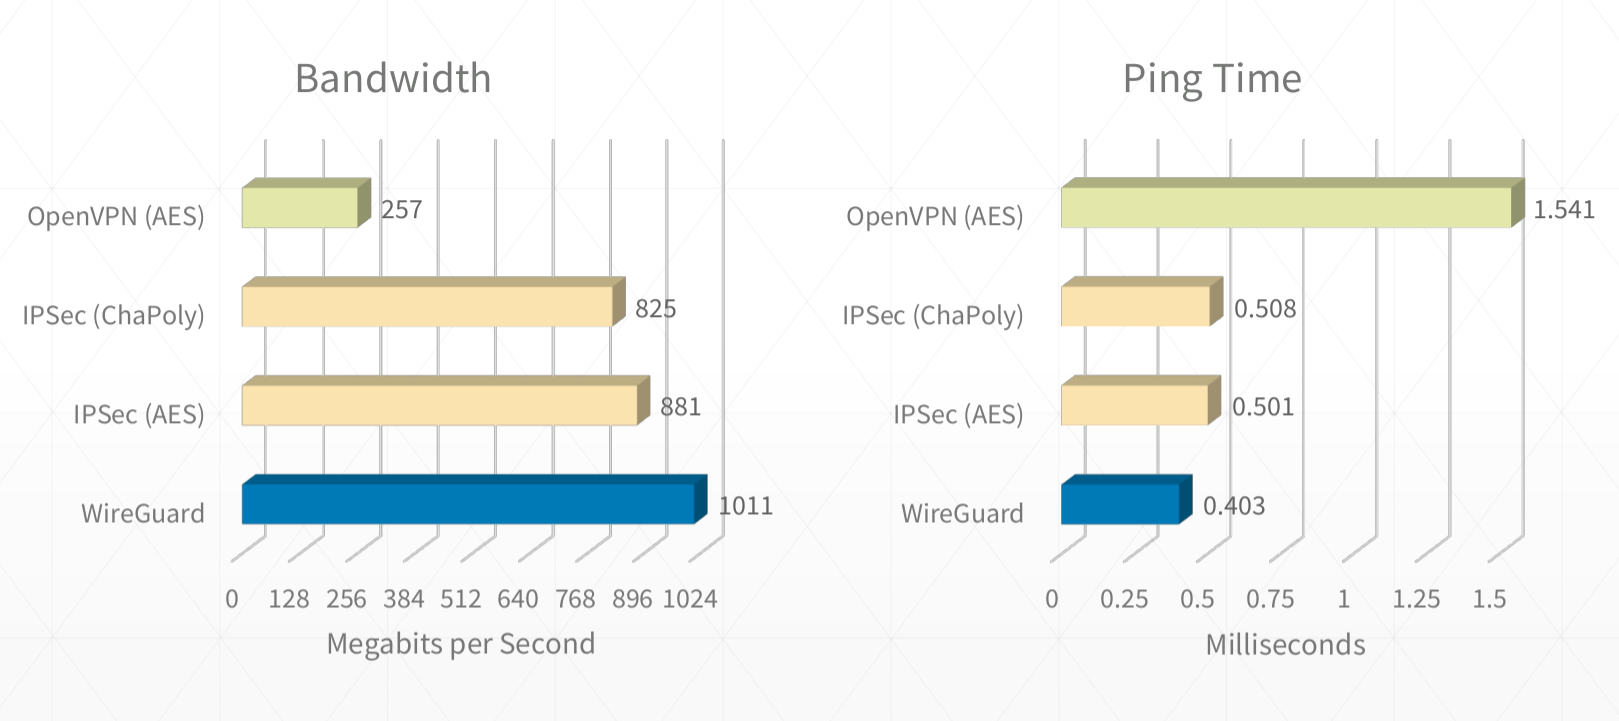 Bandwidth
OpenVPN (AES)
257
IPSec (ChaPoly)
825
IPSec (AES)
881
WireGuard
1011
0 128 256 384 512 640 768 896 1024
Megabits per Second
Ping Time
OpenVPN (AES)
1.541
IPSec (ChaPoly)
0.508
IPSec (AES)
0.501
WireGuard
0.403
0 0.25 0.5 0.75 1 1.25 1.5
Milliseconds